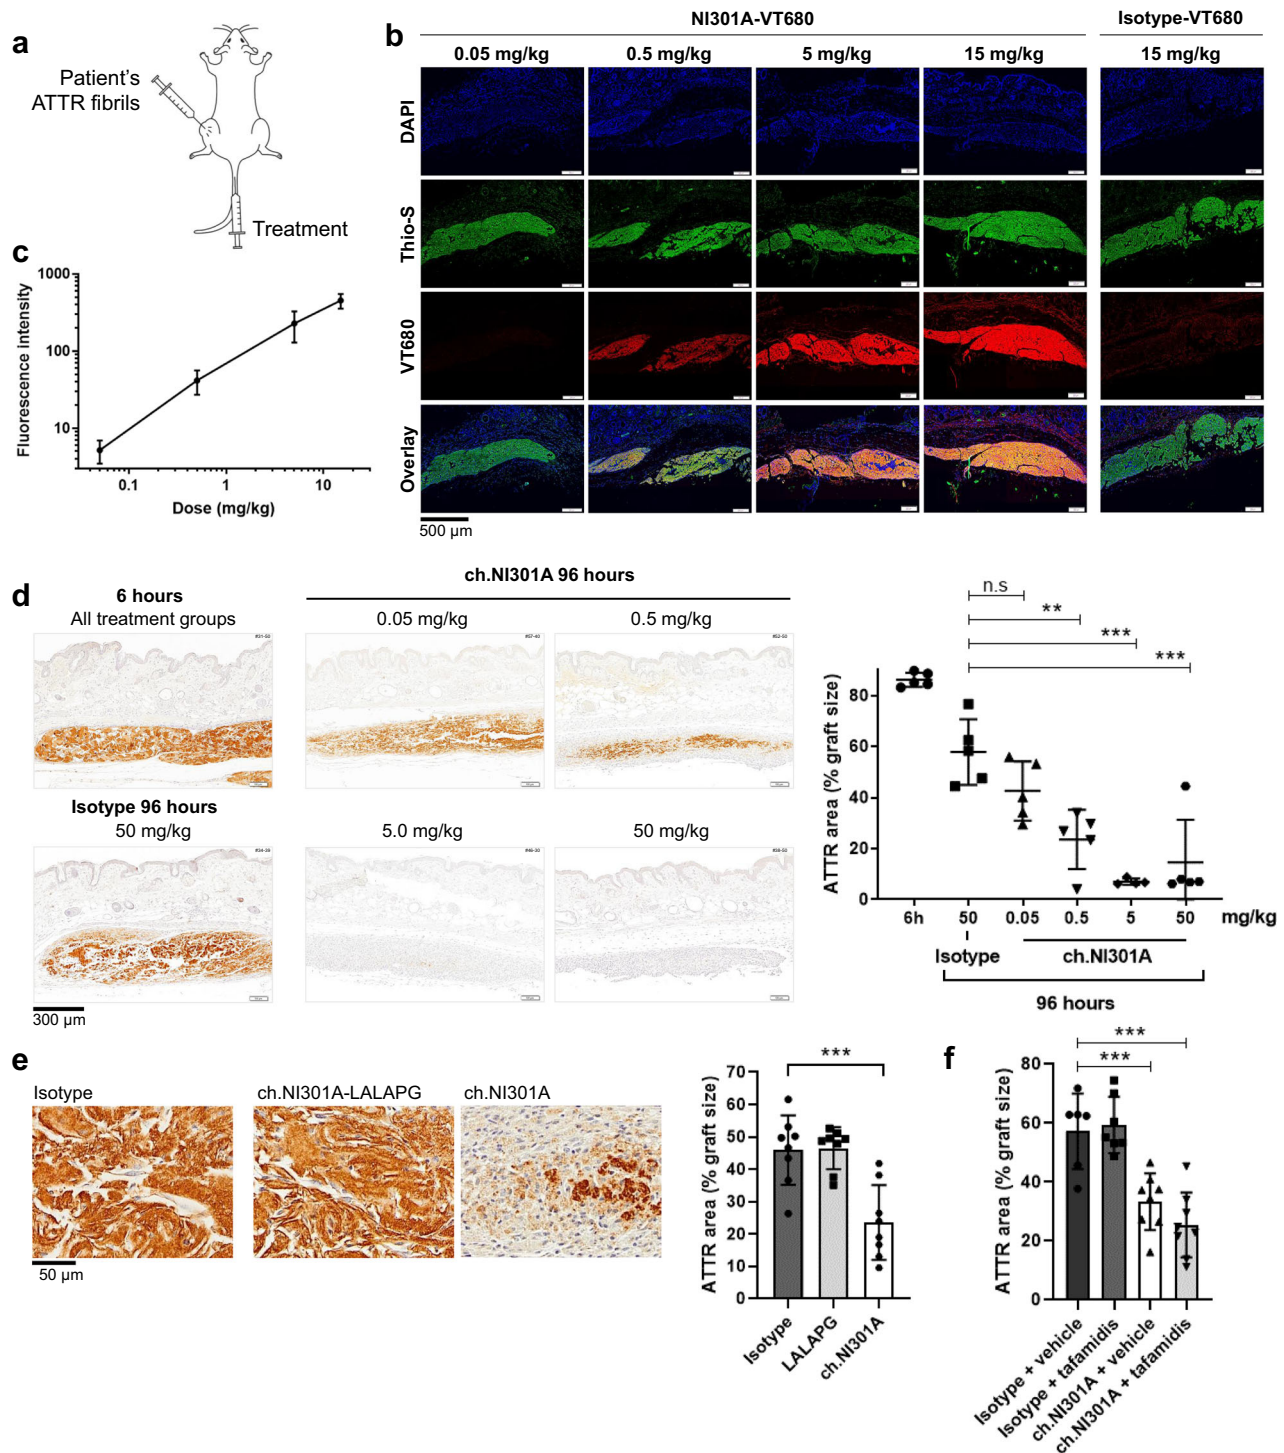 a
Patient's
ATTR fibrils
Treatment
b
NI301A-VT680
Isotype-VT680
0.05 mg/kg
0.5 mg/kg
5 mg/kg
15 mg/kg
15 mg/kg
DAPI
Thio-S
VT680
Overlay
500 µm
c
Fluorescence intensity
1000
100
10
0.1
1
10
Dose (mg/kg)
d
6 hours
All treatment groups
ch.NI301A 96 hours
0.05 mg/kg
0.5 mg/kg
Isotype 96 hours
50 mg/kg
5.0 mg/kg
50 mg/kg
300 µm
n.s
**
***
***
ATTR area (% graft size)
80
60
40
20
0
6h
50
0.05
0.5
5
50
mg/kg
Isotype
ch.NI301A
96 hours
e
Isotype
ch.NI301A-LALAPG
ch.NI301A
50 µm
***
ATTR area (% graft size)
70
60
50
40
30
20
10
0
Isotype
LALAPG
ch.NI301A
f
***
***
ATTR area (% graft size)
80
60
40
20
0
Isotype + vehicle
Isotype + tafamidis
ch.NI301A + vehicle
ch.NI301A + tafamidis